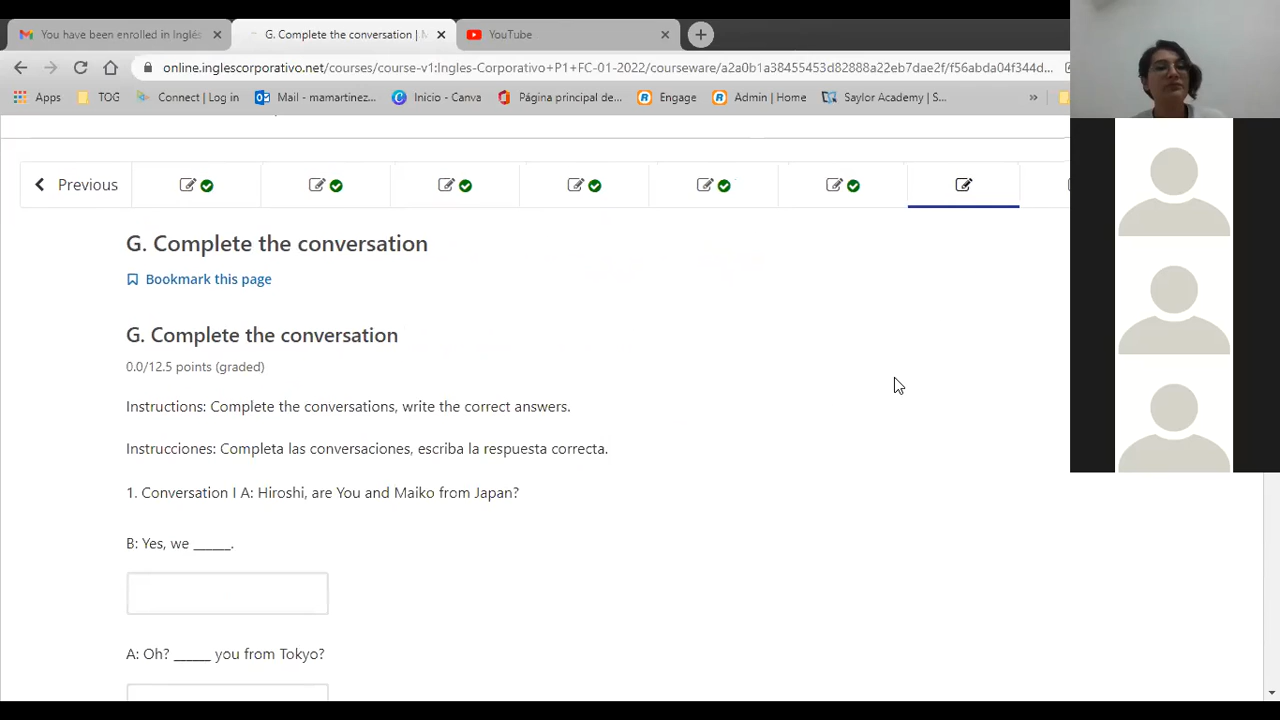 You have been enrolled in Inglés
G. Complete the conversation | M
YouTube
online.inglescorporativo.net/courses/course-v1:Ingles-Corporativo+P1+FC-01-2022/courseware/a2a0b1a38455453d82888a22eb7dae2f/f56abda04f344d...
Apps
TOG
Connect | Log in
Mail - mamartinez...
Inicio - Canva
Página principal de...
Engage
Admin | Home
Saylor Academy | S...
»
Previous
G. Complete the conversation
Bookmark this page
G. Complete the conversation
0.0/12.5 points (graded)
Instructions: Complete the conversations, write the correct answers.
Instrucciones: Completa las conversaciones, escriba la respuesta correcta.
1. Conversation I A: Hiroshi, are You and Maiko from Japan?
B: Yes, we ______.
A: Oh? ______ you from Tokyo?